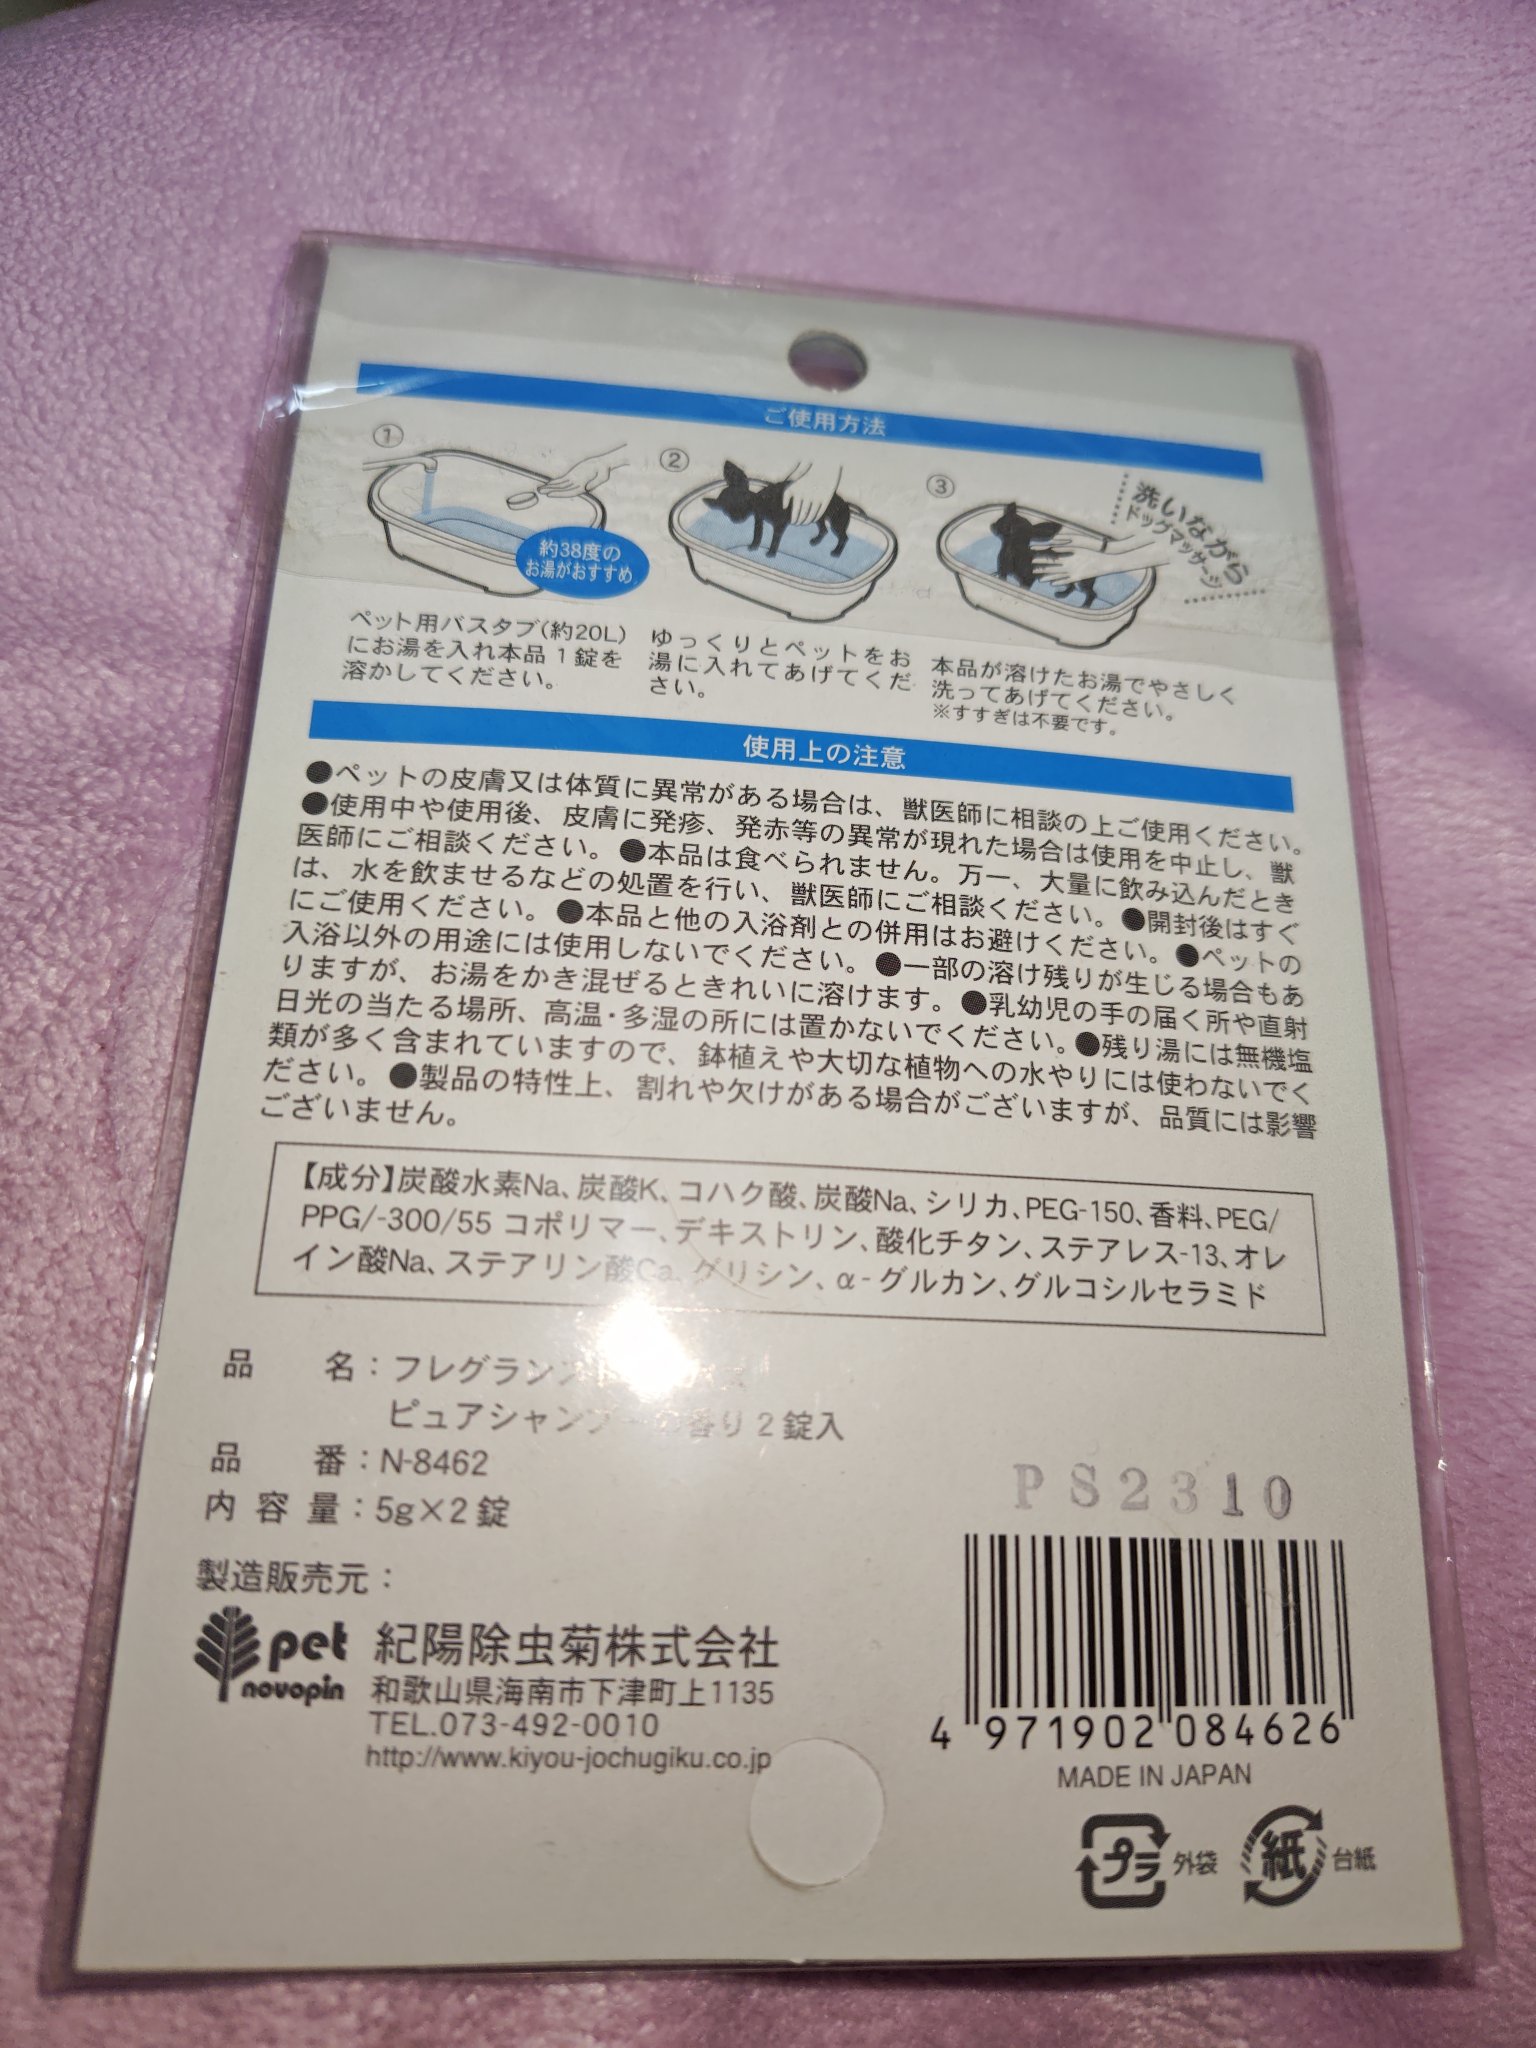 ご使用方法
①
②
③
約38度の
お湯がおすすめ
洗いながら
ドッグマッサージ
ペット用バスタブ(約20L)
にお湯を入れ本品1錠を
溶かしてください。
ゆっくりとペットをお
湯に入れてあげてくだ
さい。
本品が溶けたお湯でやさしく
洗ってあげてください。
※すすぎは不要です。
使用上の注意
●ペットの皮膚又は体質に異常がある場合は、獣医師に相談の上ご使用ください。
●使用中や使用後、皮膚に発疹、発赤等の異常が現れた場合は使用を中止し、獣
医師にご相談ください。●本品は食べられません。万一、大量に飲み込んだとき
は、水を飲ませるなどの処置を行い、獣医師にご相談ください。●開封後はすぐ
にご使用ください。●本品と他の入浴剤との併用はお避けください。●ペットの
入浴以外の用途には使用しないでください。●一部の溶け残りが生じる場合もあ
りますが、お湯をかき混ぜるときれいに溶けます。●乳幼児の手の届く所や直射
日光の当たる場所、高温・多湿の所には置かないでください。●残り湯には無機塩
類が多く含まれていますので、鉢植えや大切な植物への水やりには使わないでく
ださい。●製品の特性上、割れや欠けがある場合がございますが、品質には影響
ございません。
【成分】炭酸水素Na、炭酸K、コハク酸、炭酸Na、シリカ、PEG-150、香料、PEG/
PPG/-300/55 コポリマー、デキストリン、酸化チタン、ステアレス-13、オレ
イン酸Na、ステアリン酸Ca、グリシン、α-グルカン、グルコシルセラミド
品 名：フレグランス
ピュアシャンプーの香り2錠入
品 番：N-8462
内容量：5g×2錠
製造販売元：
pet
novopin
紀陽除虫菊株式会社
和歌山県海南市下津町上1135
TEL.073-492-0010
http://www.kiyou-jochugiku.co.jp
PS2310
4 971902 084626
MADE IN JAPAN
プラ 外袋
紙 台紙